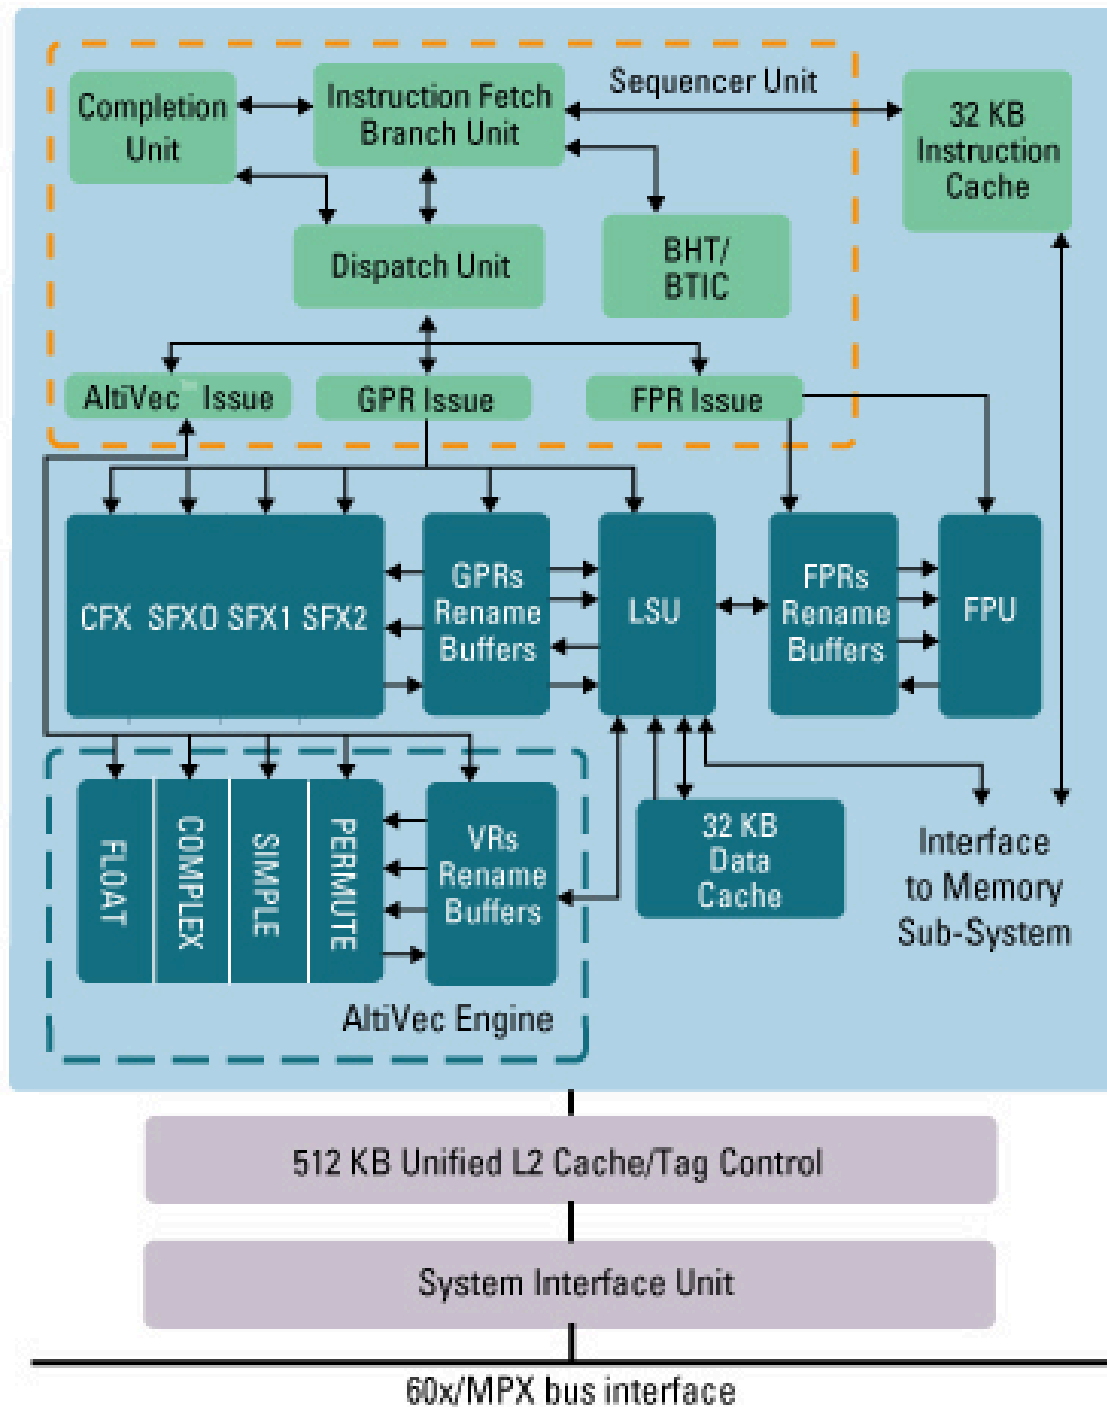 Sequencer Unit
Completion
Unit
Instruction Fetch
Branch Unit
32 KB
Instruction
Cache
Dispatch Unit
BHT/
BTIC
AltiVec™ Issue
GPR Issue
FPR Issue
CFX SFX0 SFX1 SFX2
GPRs
Rename
Buffers
LSU
FPRs
Rename
Buffers
FPU
FLOAT
COMPLEX
SIMPLE
PERMUTE
VRs
Rename
Buffers
32 KB
Data
Cache
Interface
to Memory
Sub-System
AltiVec Engine
512 KB Unified L2 Cache/Tag Control
System Interface Unit
60x/MPX bus interface